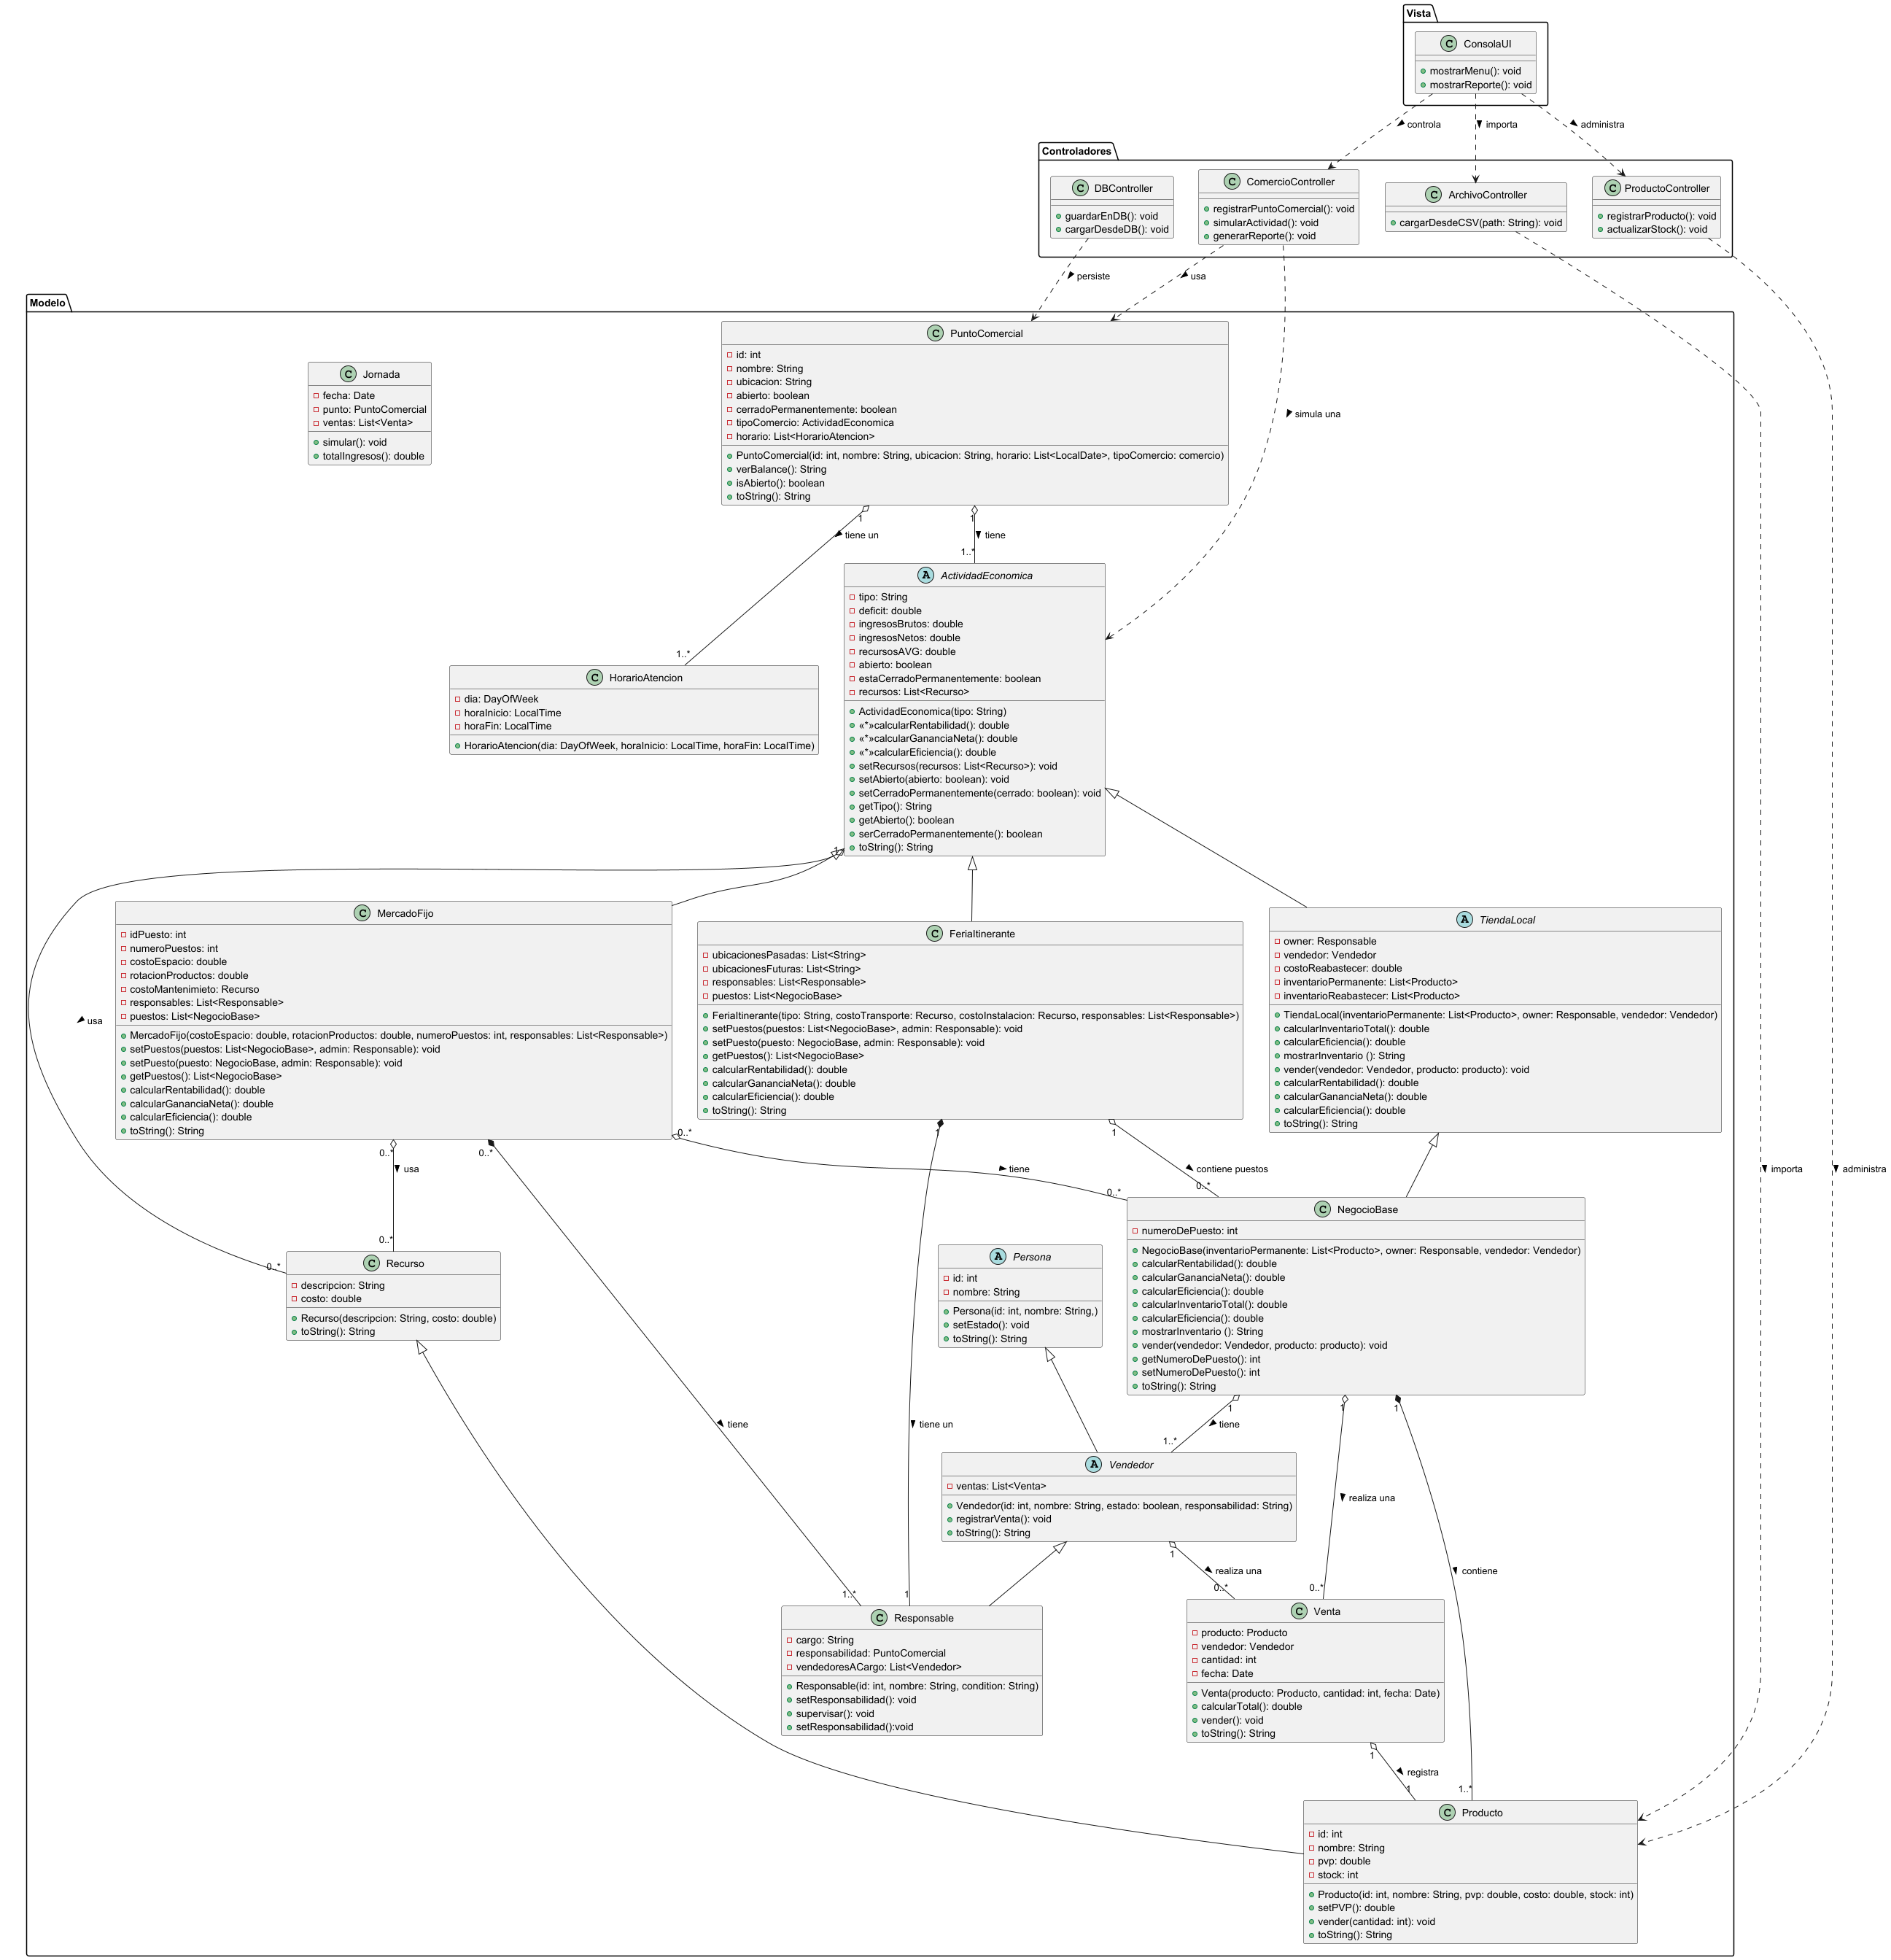 Vista
ConsolaUI
mostrarMenu(): void
mostrarReporte(): void
controla
importa
administra
Controladores
DBController
guardarEnDB(): void
cargarDesdeDB(): void
ComercioController
registrarPuntoComercial(): void
simularActividad(): void
generarReporte(): void
ArchivoController
cargarDesdeCSV(path: String): void
ProductoController
registrarProducto(): void
actualizarStock(): void
persiste
usa
Modelo
PuntoComercial
id: int
nombre: String
ubicacion: String
abierto: boolean
cerradoPermanentemente: boolean
tipoComercio: ActividadEconomica
horario: List<HorarioAtencion>
PuntoComercial(id: int, nombre: String, ubicacion: String, horario: List<LocalDate>, tipoComercio: comercio)
verBalance(): String
isAbierto(): boolean
toString(): String
Jornada
fecha: Date
punto: PuntoComercial
ventas: List<Venta>
simular(): void
totalIngresos(): double
simula una
1
tiene un
1..*
1
tiene
1..*
HorarioAtencion
dia: DayOfWeek
horaInicio: LocalTime
horaFin: LocalTime
HorarioAtencion(dia: DayOfWeek, horaInicio: LocalTime, horaFin: LocalTime)
ActividadEconomica
tipo: String
deficit: double
ingresosBrutos: double
ingresosNetos: double
recursosAVG: double
abierto: boolean
estaCerradoPermanentemente: boolean
recursos: List<Recurso>
ActividadEconomica(tipo: String)
«*»calcularRentabilidad(): double
«*»calcularGananciaNeta(): double
«*»calcularEficiencia(): double
setRecursos(recursos: List<Recurso>): void
setAbierto(abierto: boolean): void
setCerradoPermanentemente(cerrado: boolean): void
getTipo(): String
getAbierto(): boolean
serCerradoPermanentemente(): boolean
toString(): String
1
usa
0..*
MercadoFijo
idPuesto: int
numeroPuestos: int
costoEspacio: double
rotacionProductos: double
costoMantenimieto: Recurso
responsables: List<Responsable>
puestos: List<NegocioBase>
MercadoFijo(costoEspacio: double, rotacionProductos: double, numeroPuestos: int, responsables: List<Responsable>)
setPuestos(puestos: List<NegocioBase>, admin: Responsable): void
setPuesto(puesto: NegocioBase, admin: Responsable): void
getPuestos(): List<NegocioBase>
calcularRentabilidad(): double
calcularGananciaNeta(): double
calcularEficiencia(): double
toString(): String
FeriaItinerante
ubicacionesPasadas: List<String>
ubicacionesFuturas: List<String>
responsables: List<Responsable>
puestos: List<NegocioBase>
FeriaItinerante(tipo: String, costoTransporte: Recurso, costoInstalacion: Recurso, responsables: List<Responsable>)
setPuestos(puestos: List<NegocioBase>, admin: Responsable): void
setPuesto(puesto: NegocioBase, admin: Responsable): void
getPuestos(): List<NegocioBase>
calcularRentabilidad(): double
calcularGananciaNeta(): double
calcularEficiencia(): double
toString(): String
TiendaLocal
owner: Responsable
vendedor: Vendedor
costoReabastecer: double
inventarioPermanente: List<Producto>
inventarioReabastecer: List<Producto>
TiendaLocal(inventarioPermanente: List<Producto>, owner: Responsable, vendedor: Vendedor)
calcularInventarioTotal(): double
calcularEficiencia(): double
mostrarInventario (): String
vender(vendedor: Vendedor, producto: producto): void
calcularRentabilidad(): double
calcularGananciaNeta(): double
calcularEficiencia(): double
toString(): String
0..*
usa
0..*
0..*
tiene
1..*
0..*
tiene
0..*
1
tiene un
1
1
contiene puestos
0..*
importa
administra
Recurso
descripcion: String
costo: double
Recurso(descripcion: String, costo: double)
toString(): String
Persona
id: int
nombre: String
Persona(id: int, nombre: String,)
setEstado(): void
toString(): String
NegocioBase
numeroDePuesto: int
NegocioBase(inventarioPermanente: List<Producto>, owner: Responsable, vendedor: Vendedor)
calcularRentabilidad(): double
calcularGananciaNeta(): double
calcularEficiencia(): double
calcularInventarioTotal(): double
calcularEficiencia(): double
mostrarInventario (): String
vender(vendedor: Vendedor, producto: producto): void
getNumeroDePuesto(): int
setNumeroDePuesto(): int
toString(): String
1
tiene
1..*
1
realiza una
0..*
1
contiene
1..*
Vendedor
ventas: List<Venta>
Vendedor(id: int, nombre: String, estado: boolean, responsabilidad: String)
registrarVenta(): void
toString(): String
1
realiza una
0..*
Responsable
cargo: String
responsabilidad: PuntoComercial
vendedoresACargo: List<Vendedor>
Responsable(id: int, nombre: String, condition: String)
setResponsabilidad(): void
supervisar(): void
setResponsabilidad():void
Venta
producto: Producto
vendedor: Vendedor
cantidad: int
fecha: Date
Venta(producto: Producto, cantidad: int, fecha: Date)
calcularTotal(): double
vender(): void
toString(): String
1
registra
1
Producto
id: int
nombre: String
pvp: double
stock: int
Producto(id: int, nombre: String, pvp: double, costo: double, stock: int)
setPVP(): double
vender(cantidad: int): void
toString(): String